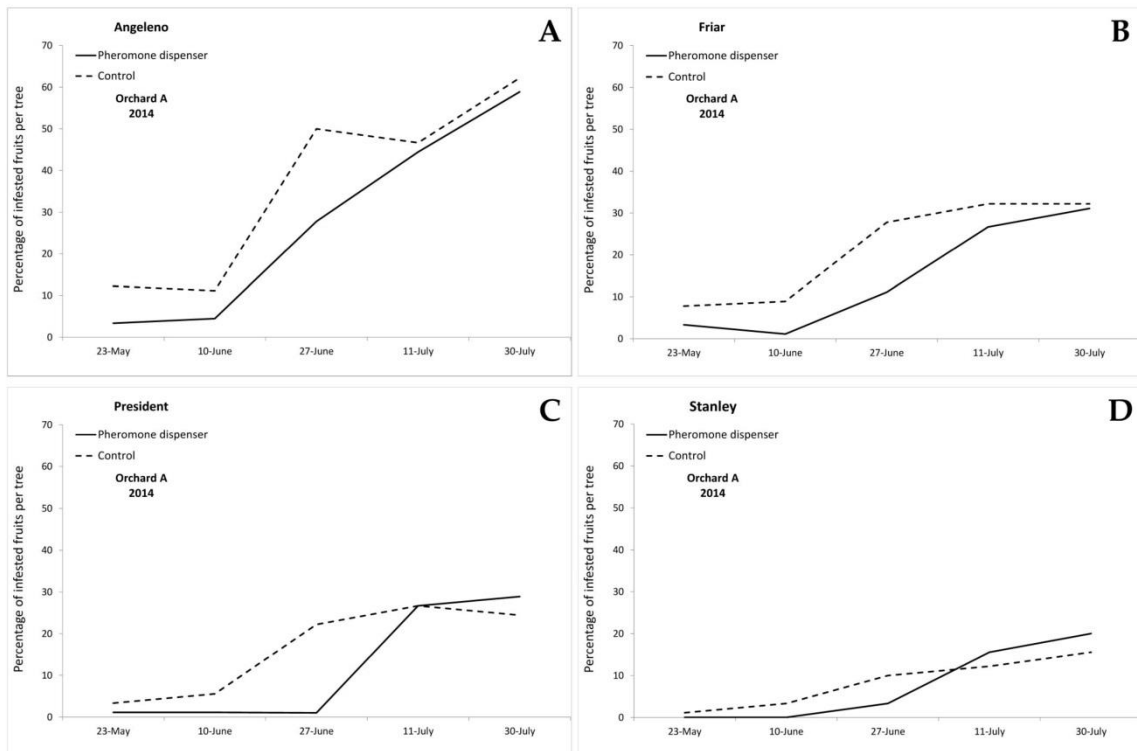 Angeleno
A
Percentage of infested fruits per tree
70
60
50
40
30
20
10
0
Pheromone dispenser
Control
Orchard A
2014
23-May
10-June
27-June
11-July
30-July
Friar
B
Percentage of infested fruits per tree
70
60
50
40
30
20
10
0
Pheromone dispenser
Control
Orchard A
2014
23-May
10-June
27-June
11-July
30-July
President
C
Percentage of infested fruits per tree
70
60
50
40
30
20
10
0
Pheromone dispenser
Control
Orchard A
2014
23-May
10-June
27-June
11-July
30-July
Stanley
D
Percentage of infested fruits per tree
70
60
50
40
30
20
10
0
Pheromone dispenser
Control
Orchard A
2014
23-May
10-June
27-June
11-July
30-July